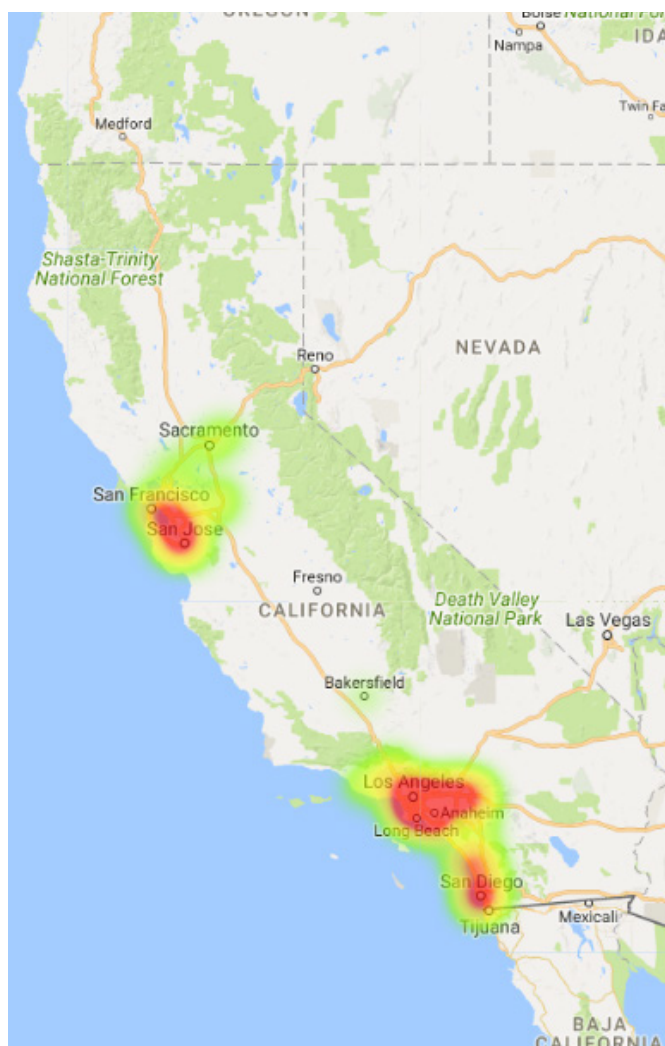 OREGON
Boise
National For
Nampa
IDA
Twin Fa
Medford
Shasta-Trinity
National Forest
Reno
NEVADA
Sacramento
San Francisco
San Jose
Fresno
CALIFORNIA
Death Valley
National Park
Las Vegas
Bakersfield
Los Angeles
Anaheim
Long Beach
San Diego
Tijuana
Mexicali
BAJA
CALIFORNIA